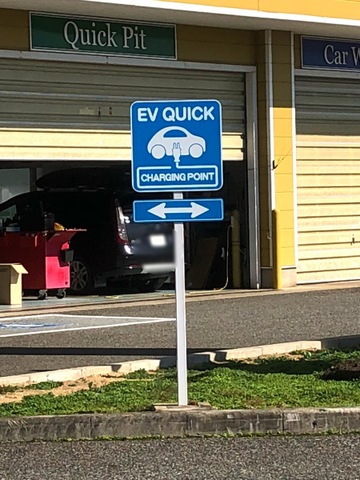 Quick Pit
Car W
EV QUICK
CHARGING POINT